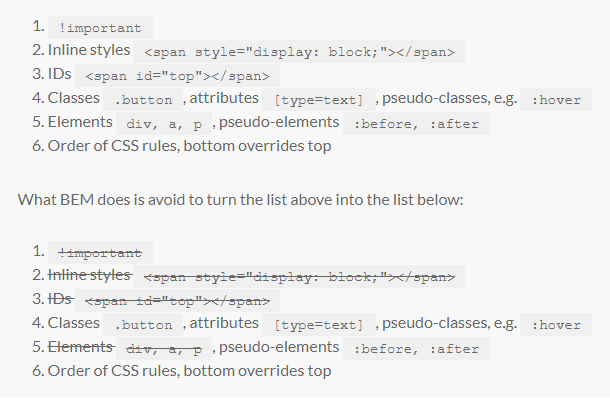 1. !important
2. Inline styles <span style="display: block;"></span>
3. IDs <span id="top"></span>
4. Classes .button , attributes [type=text] , pseudo-classes, e.g. :hover
5. Elements div, a, p , pseudo-elements :before, :after
6. Order of CSS rules, bottom overrides top
What BEM does is avoid to turn the list above into the list below:
1. !important
2. Inline styles <span style="display: block;"></span>
3. IDs <span id="top"></span>
4. Classes .button , attributes [type=text] , pseudo-classes, e.g. :hover
5. Elements div, a, p , pseudo-elements :before, :after
6. Order of CSS rules, bottom overrides top